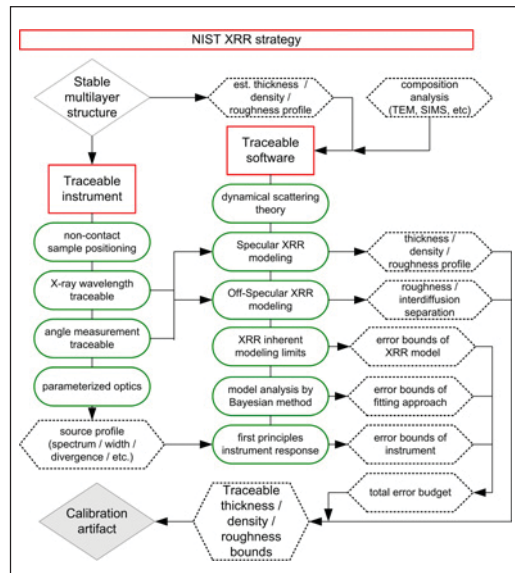 NIST XRR strategy
Stable
multilayer
structure
est. thickness /
density /
roughness profile
composition
analysis
(TEM, SIMS, etc)
Traceable
instrument
Traceable
software
dynamical scattering
theory
non-contact
sample positioning
Specular XRR
modeling
thickness /
density /
roughness profile
X-ray wavelength
traceable
Off-Specular XRR
modeling
roughness /
interdiffusion
separation
angle measurement
traceable
XRR inherent
modeling limits
error bounds of
XRR model
parameterized optics
model analysis by
Bayesian method
error bounds of
fitting approach
source profile
(spectrum / width /
divergence / etc.)
first principles
instrument response
error bounds of
instrument
total error budget
Calibration
artifact
Traceable
thickness /
density /
roughness
bounds